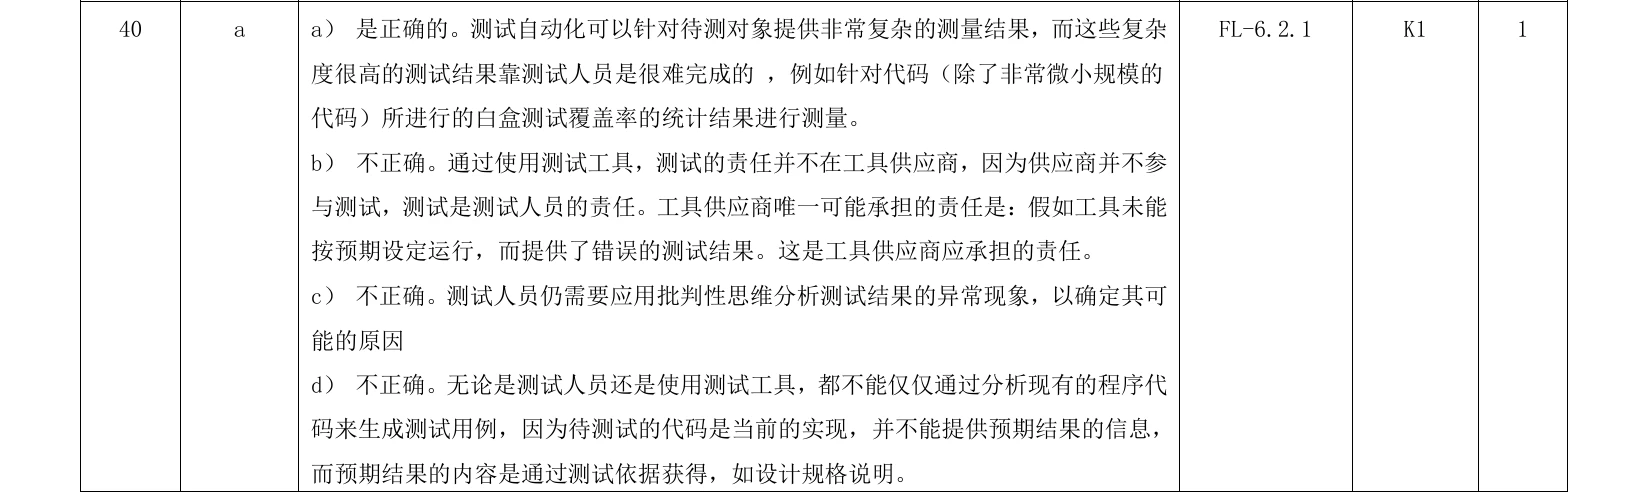 40 a a） 是正确的。测试自动化可以针对待测对象提供非常复杂的测量结果，而这些复杂 FL-6.2.1 K1 1
度很高的测试结果靠测试人员是很难完成的 ，例如针对代码（除了非常微小规模的
代码）所进行的白盒测试覆盖率的统计结果进行测量。
b） 不正确。通过使用测试工具，测试的责任并不在工具供应商，因为供应商并不参
与测试，测试是测试人员的责任。工具供应商唯一可能承担的责任是：假如工具未能
按预期设定运行，而提供了错误的测试结果。这是工具供应商应承担的责任。
c） 不正确。测试人员仍需要应用批判性思维分析测试结果的异常现象，以确定其可
能的原因
d） 不正确。无论是测试人员还是使用测试工具，都不能仅仅通过分析现有的程序代
码来生成测试用例，因为待测试的代码是当前的实现，并不能提供预期结果的信息，
而预期结果的内容是通过测试依据获得，如设计规格说明。